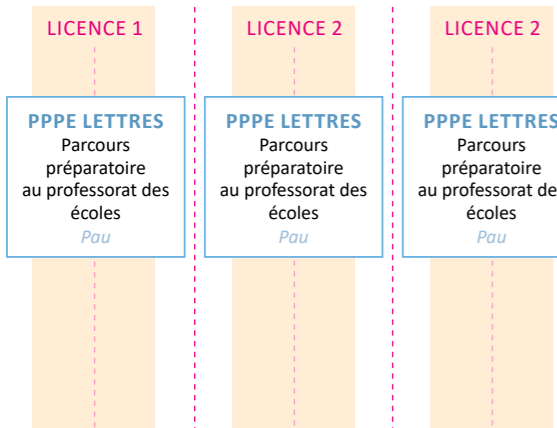 LICENCE 1
PPPE LETTRES
Parcours
préparatoire
au professorat des
écoles
Pau
LICENCE 2
PPPE LETTRES
Parcours
préparatoire
au professorat des
écoles
Pau
LICENCE 2
PPPE LETTRES
Parcours
préparatoire
au professorat de
écoles
Pau